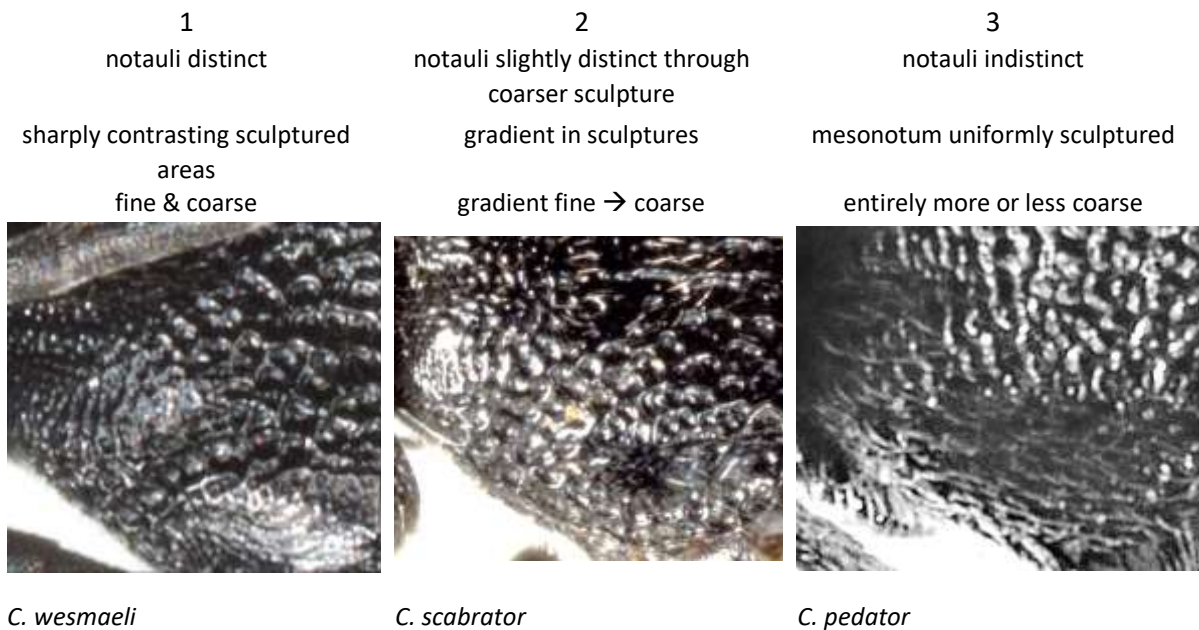 1
notauli distinct
sharply contrasting sculptured
areas
fine & coarse
C. wesmaeli
2
notauli slightly distinct through
coarser sculpture
gradient in sculptures
gradient fine → coarse
C. scabrator
3
notauli indistinct
mesonotum uniformly sculptured
entirely more or less coarse
C. pedator